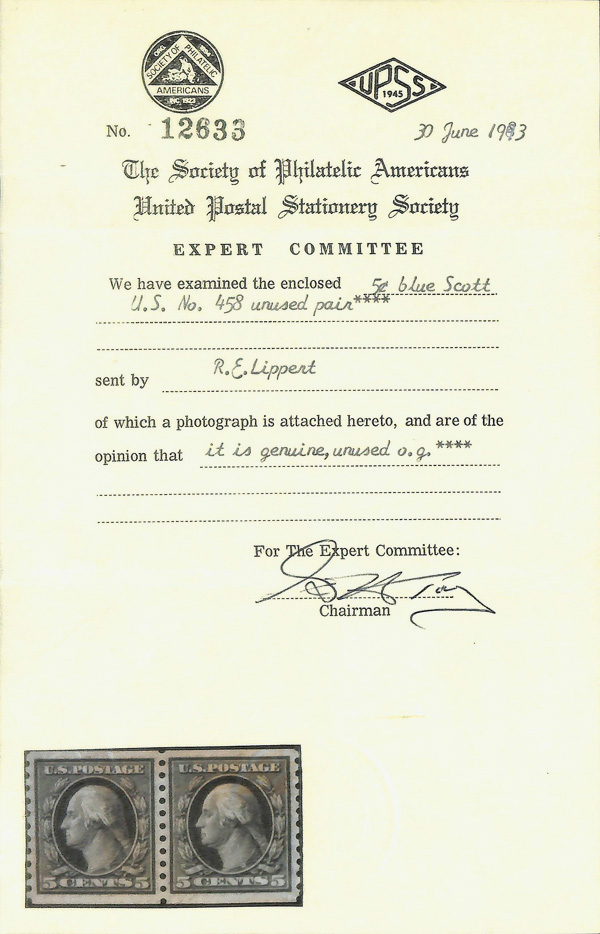 SOCIETY OF PHILATELIC
AMERICANS
INC. 1923
UPSS
1945
No. 12633
30 June 1983
The Society of Philatelic Americans
United Postal Stationery Society
EXPERT COMMITTEE
We have examined the enclosed 5¢ blue Scott
U.S. No. 458 unused pair****
sent by R.E. Lippert
of which a photograph is attached hereto, and are of the
opinion that it is genuine, unused o.g. ****
For The Expert Committee:
Chairman
U.S. POSTAGE U.S. POSTAGE
5 CENTS 5 5 CENTS 5